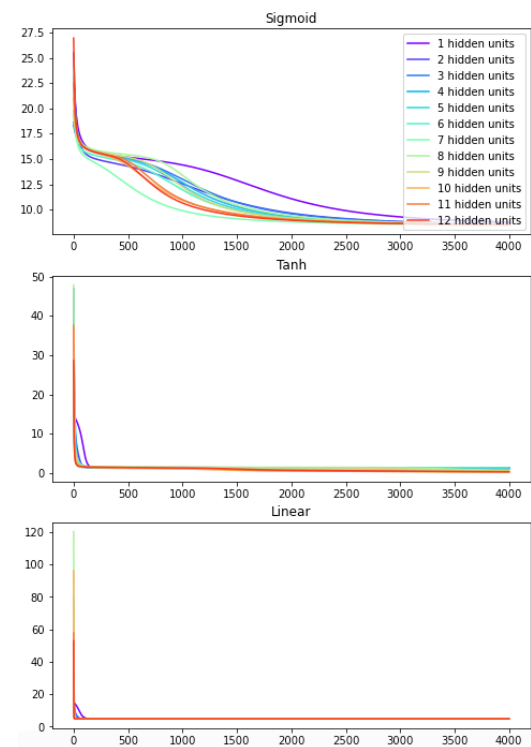 Sigmoid
27.5
25.0
22.5
20.0
17.5
15.0
12.5
10.0
1 hidden units
2 hidden units
3 hidden units
4 hidden units
5 hidden units
6 hidden units
7 hidden units
8 hidden units
9 hidden units
10 hidden units
11 hidden units
12 hidden units
0 500 1000 1500 2000 2500 3000 3500 4000
Tanh
50
40
30
20
10
0
0 500 1000 1500 2000 2500 3000 3500 4000
Linear
120
100
80
60
40
20
0
0 500 1000 1500 2000 2500 3000 3500 4000